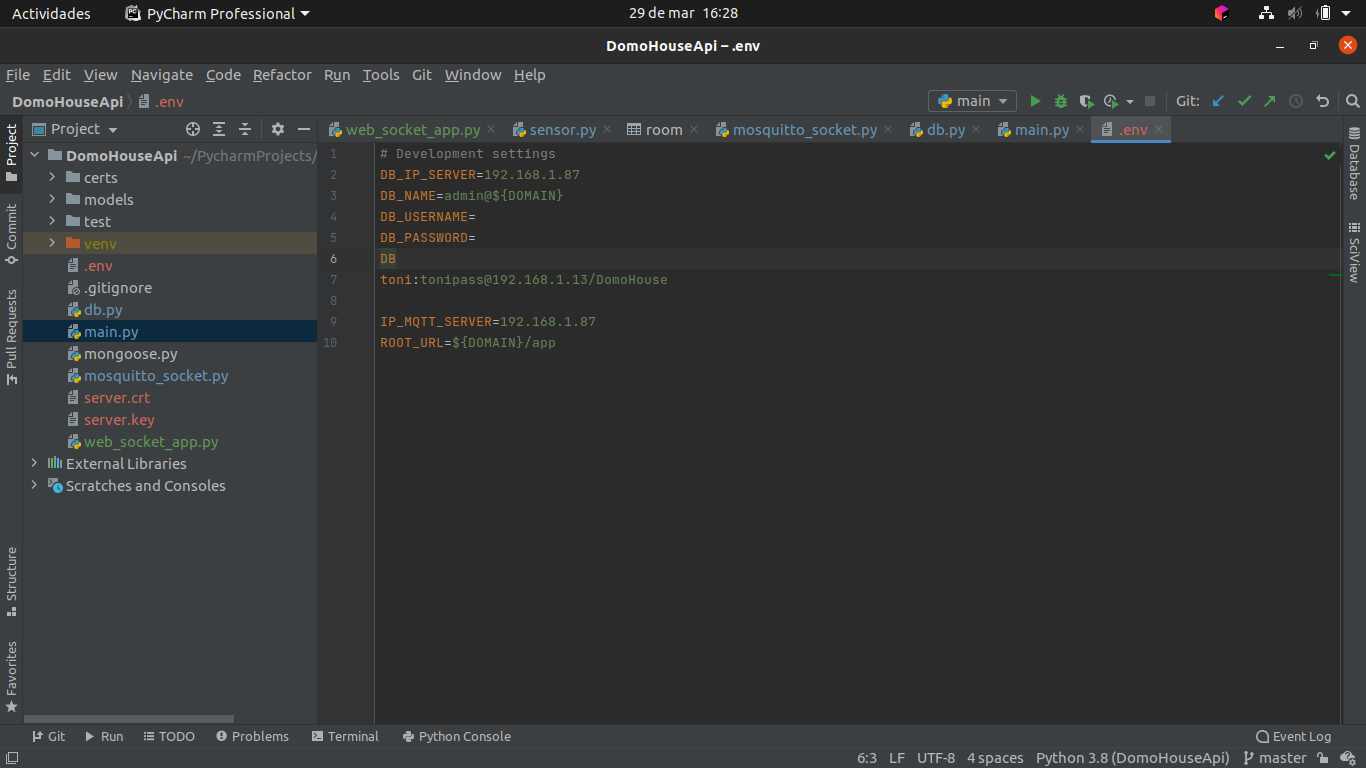 Actividades
PyCharm Professional
29 de mar 16:28
DomoHouseApi – .env
File Edit View Navigate Code Refactor Run Tools Git Window Help
DomoHouseApi
.env
main
Git:
Project
web_socket_app.py
sensor.py
room
mosquitto_socket.py
db.py
main.py
.env
Project
Commit
Pull Requests
Structure
Favorites
DomoHouseApi ~/PycharmProjects/
certs
models
test
venv
.env
.gitignore
db.py
main.py
mongoose.py
mosquitto_socket.py
server.crt
server.key
web_socket_app.py
External Libraries
Scratches and Consoles
1 # Development settings
2 DB_IP_SERVER=192.168.1.87
3 DB_NAME=admin@${DOMAIN}
4 DB_USERNAME=
5 DB_PASSWORD=
6 DB
7 toni:tonipass@192.168.1.13/DomoHouse
8
9 IP_MQTT_SERVER=192.168.1.87
10 ROOT_URL=${DOMAIN}/app
Database
SciView
Git
Run
TODO
Problems
Terminal
Python Console
Event Log
6:3 LF UTF-8 4 spaces Python 3.8 (DomoHouseApi) master